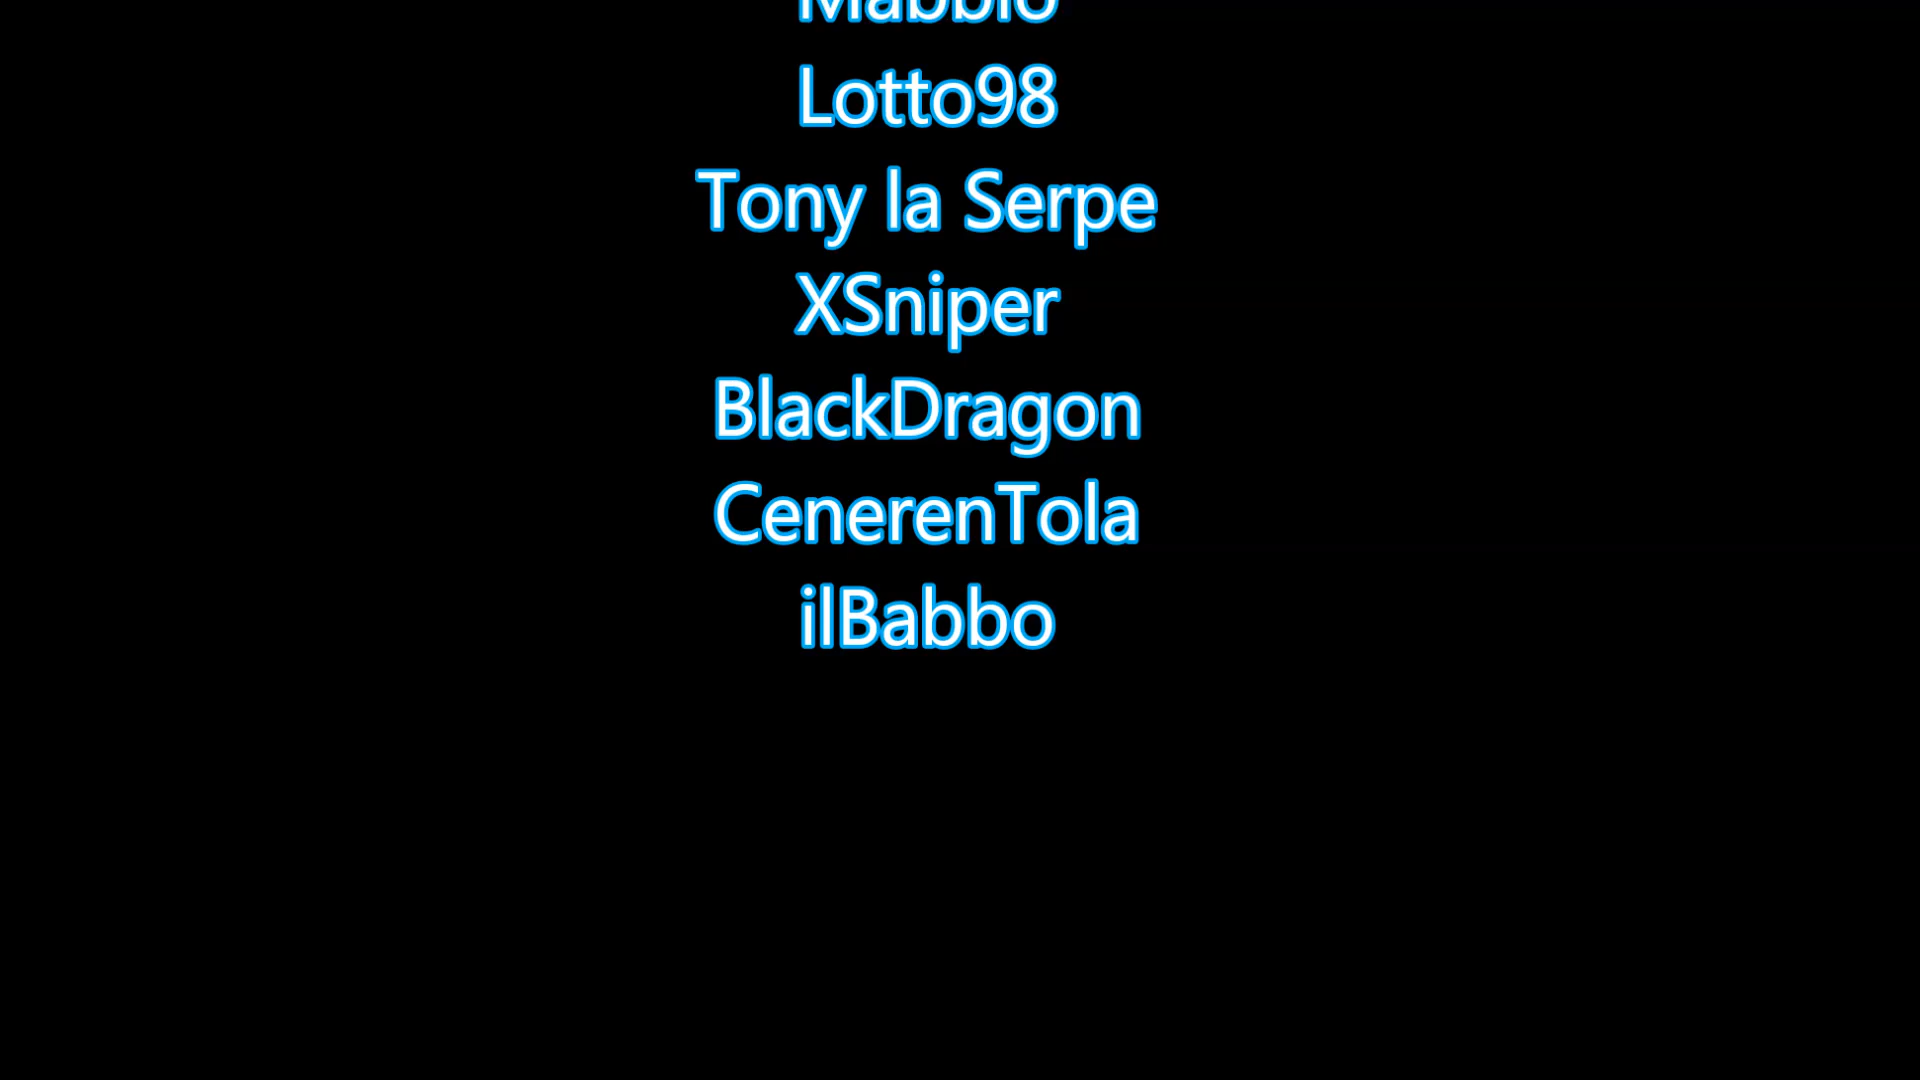 Lotto98
Tony la Serpe
XSniper
BlackDragon
CenerenTola
ilBabbo